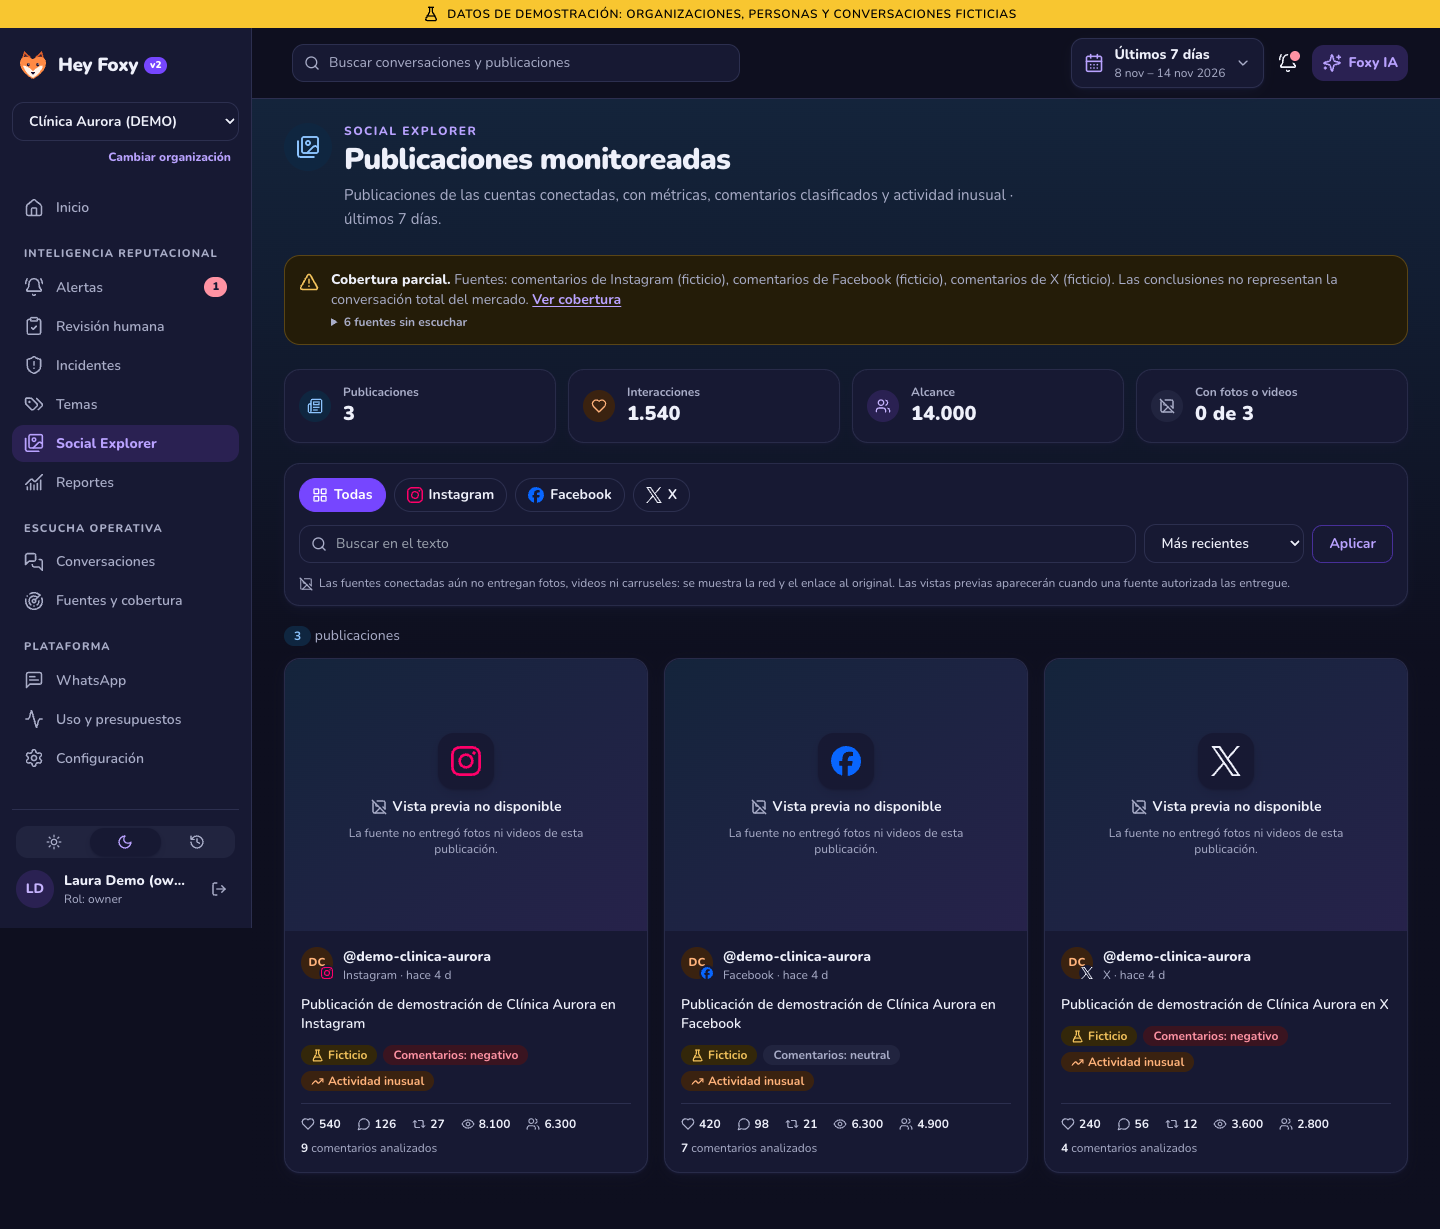 DATOS DE DEMOSTRACIÓN: ORGANIZACIONES, PERSONAS Y CONVERSACIONES FICTICIAS
Hey Foxy v2
Clínica Aurora (DEMO)
Cambiar organización
Inicio
INTELIGENCIA REPUTACIONAL
Alertas 1
Revisión humana
Incidentes
Temas
Social Explorer
Reportes
ESCUCHA OPERATIVA
Conversaciones
Fuentes y cobertura
PLATAFORMA
WhatsApp
Uso y presupuestos
Configuración
LD
Laura Demo (ow...
Rol: owner
Buscar conversaciones y publicaciones
Últimos 7 días
8 nov – 14 nov 2026
Foxy IA
SOCIAL EXPLORER
Publicaciones monitoreadas
Publicaciones de las cuentas conectadas, con métricas, comentarios clasificados y actividad inusual ·
últimos 7 días.
Cobertura parcial. Fuentes: comentarios de Instagram (ficticio), comentarios de Facebook (ficticio), comentarios de X (ficticio). Las conclusiones no representan la
conversación total del mercado. Ver cobertura
6 fuentes sin escuchar
Publicaciones
3
Interacciones
1.540
Alcance
14.000
Con fotos o videos
0 de 3
Todas Instagram Facebook X
Buscar en el texto Más recientes Aplicar
Las fuentes conectadas aún no entregan fotos, videos ni carruseles: se muestra la red y el enlace al original. Las vistas previas aparecerán cuando una fuente autorizada las entregue.
3 publicaciones
Vista previa no disponible
La fuente no entregó fotos ni videos de esta
publicación.
DC
@demo-clinica-aurora
Instagram · hace 4 d
Publicación de demostración de Clínica Aurora en
Instagram
Ficticio Comentarios: negativo
Actividad inusual
540 126 27 8.100 6.300
9 comentarios analizados
Vista previa no disponible
La fuente no entregó fotos ni videos de esta
publicación.
DC
@demo-clinica-aurora
Facebook · hace 4 d
Publicación de demostración de Clínica Aurora en
Facebook
Ficticio Comentarios: neutral
Actividad inusual
420 98 21 6.300 4.900
7 comentarios analizados
Vista previa no disponible
La fuente no entregó fotos ni videos de esta
publicación.
DC
@demo-clinica-aurora
X · hace 4 d
Publicación de demostración de Clínica Aurora en X
Ficticio Comentarios: negativo
Actividad inusual
240 56 12 3.600 2.800
4 comentarios analizados